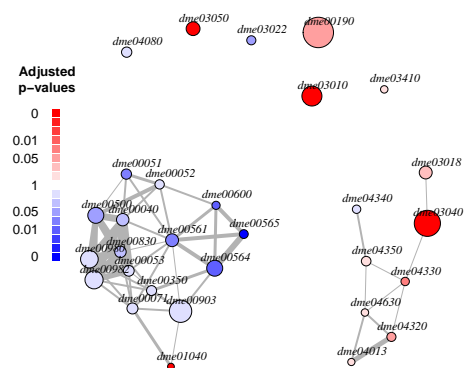 dme03050
dme00190
dme03022
dme04080
Adjusted
p-values
dme03410
dme03010
0
0.01
0.05
1
0.05
0.01
0
dme00051
dme00052
dme03018
dme00500
dme00040
dme00600
dme04340
dme03040
dme00561
dme00565
dme00830
dme00980
dme00053
dme00564
dme04350
dme00982
dme00350
dme04330
dme00071
dme00903
dme04630
dme04320
dme01040
dme04013